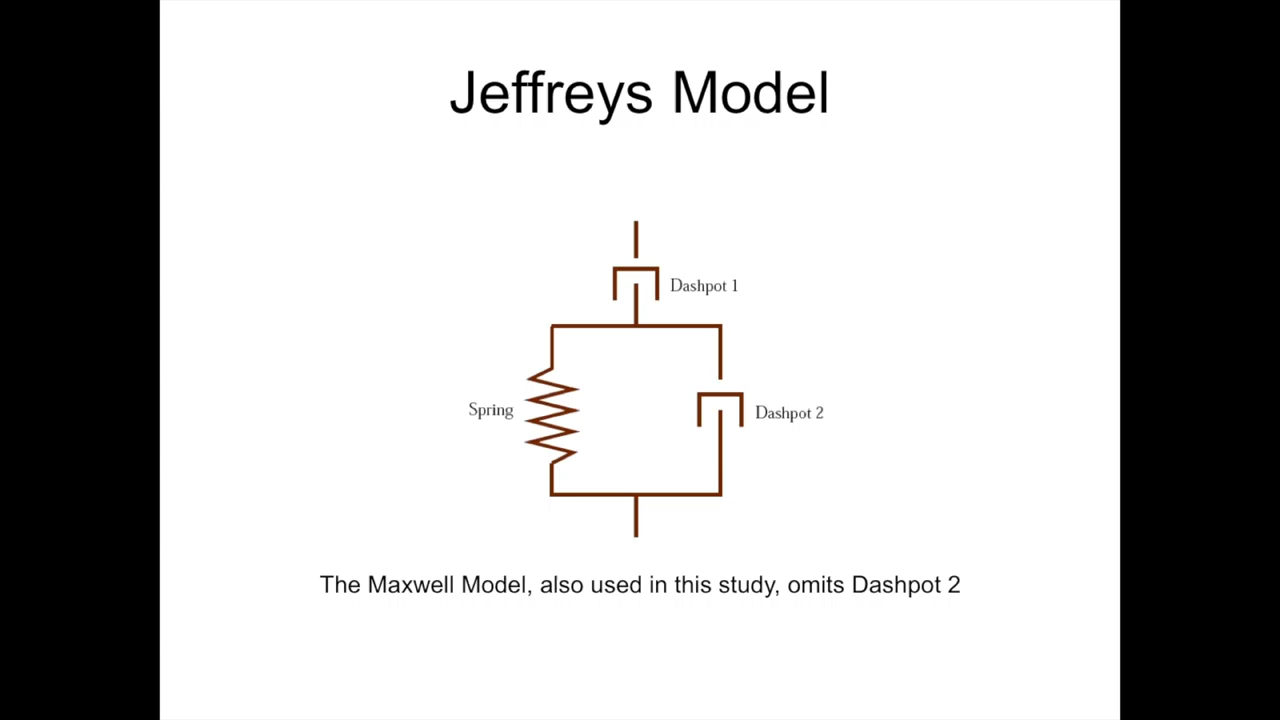 Jeffreys Model
Dashpot 1
Spring
Dashpot 2
The Maxwell Model, also used in this study, omits Dashpot 2